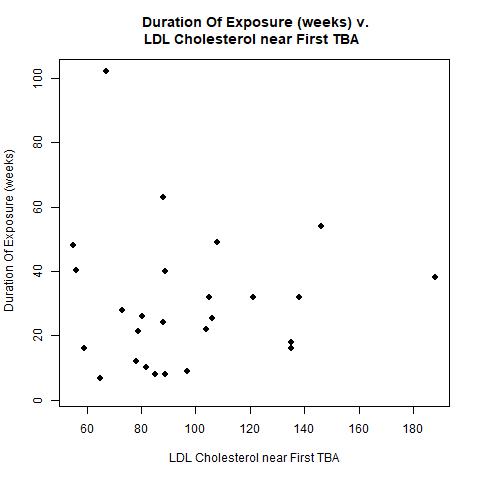 Duration Of Exposure (weeks) v.
LDL Cholesterol near First TBA
Duration Of Exposure (weeks)
100
80
60
40
20
0
60 80 100 120 140 160 180
LDL Cholesterol near First TBA